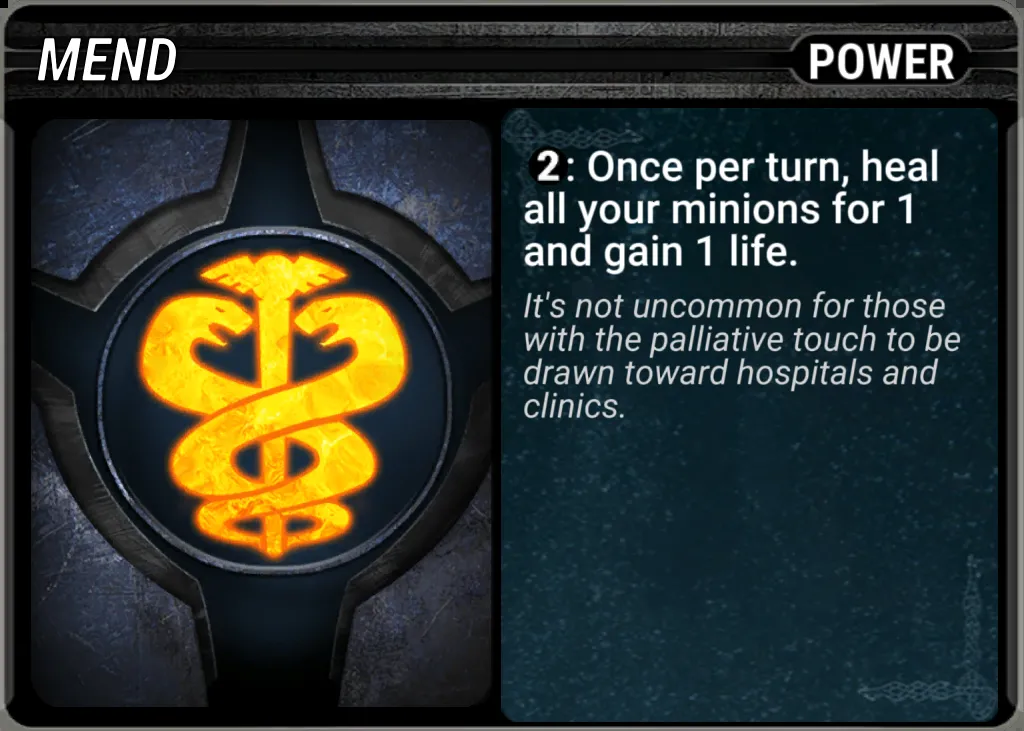 MEND
POWER
2: Once per turn, heal
all your minions for 1
and gain 1 life.
It's not uncommon for those
with the palliative touch to be
drawn toward hospitals and
clinics.